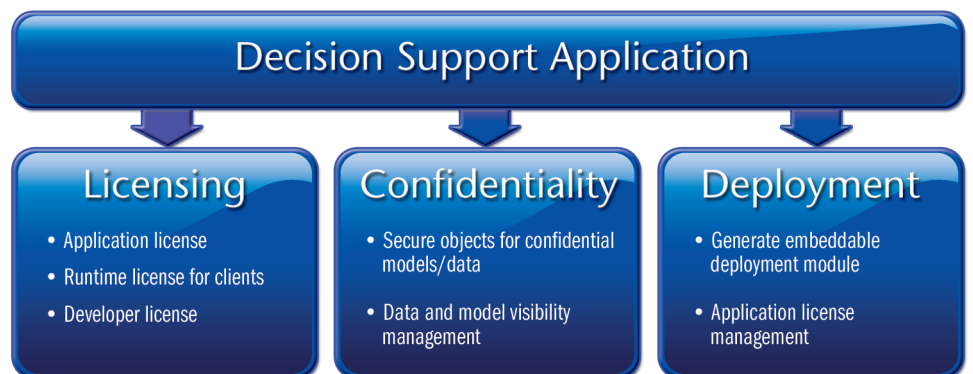 Decision Support Application
Licensing
• Application license
• Runtime license for clients
• Developer license
Confidentiality
• Secure objects for confidential
models/data
• Data and model visibility
management
Deployment
• Generate embeddable
deployment module
• Application license
management